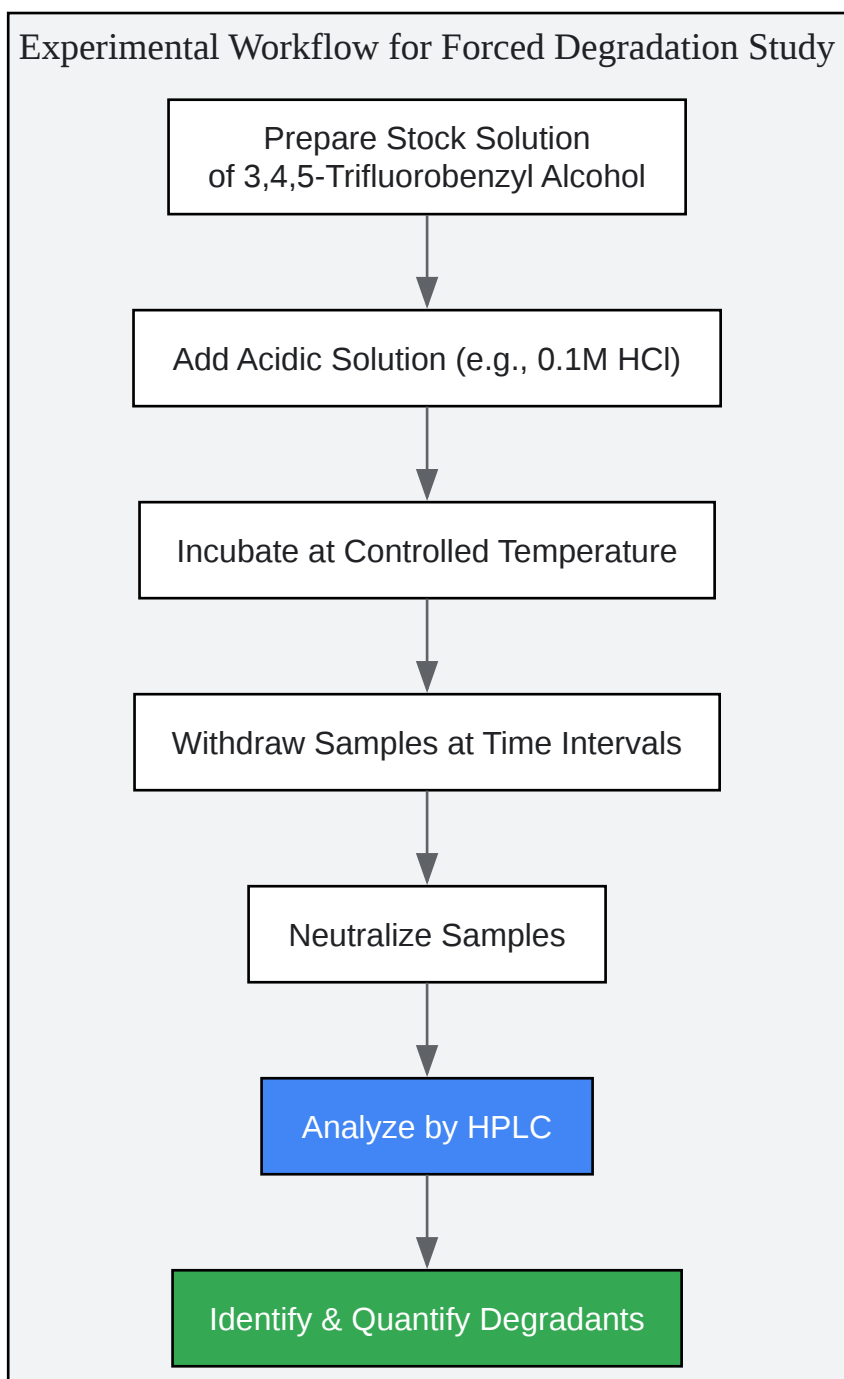 Experimental Workflow for Forced Degradation Study
Prepare Stock Solution
of 3,4,5-Trifluorobenzyl Alcohol
Add Acidic Solution (e.g., 0.1M HCl)
Incubate at Controlled Temperature
Withdraw Samples at Time Intervals
Neutralize Samples
Analyze by HPLC
Identify & Quantify Degradants